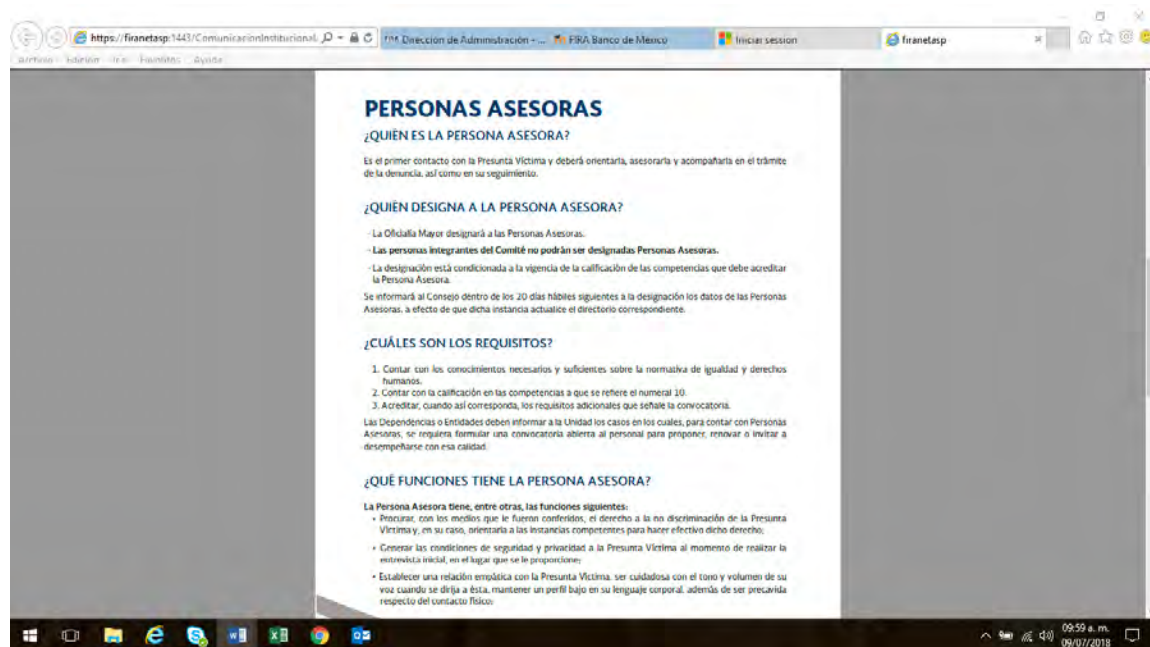 https://firanetasp:1443/ComunicacionInstitucional.
Dirección de Administración - ...
FIRA Banco de México
Iniciar session
firanetasp
Archivo Edición Ver Favoritos Ayuda
PERSONAS ASESORAS
¿QUIÉN ES LA PERSONA ASESORA?
Es el primer contacto con la Presunta Víctima y deberá orientarla, asesorarla y acompañarla en el trámite
de la denuncia, así como en su seguimiento.
¿QUIÉN DESIGNA A LA PERSONA ASESORA?
- La Oficialía Mayor designará a las Personas Asesoras.
- Las personas integrantes del Comité no podrán ser designadas Personas Asesoras.
- La designación está condicionada a la vigencia de la calificación de las competencias que debe acreditar
la Persona Asesora.
Se informará al Consejo dentro de los 20 días hábiles siguientes a la designación los datos de las Personas
Asesoras, a efecto de que dicha instancia actualice el directorio correspondiente.
¿CUÁLES SON LOS REQUISITOS?
1. Contar con los conocimientos necesarios y suficientes sobre la normativa de igualdad y derechos
humanos.
2. Contar con la calificación en las competencias a que se refiere el numeral 10.
3. Acreditar, cuando así corresponda, los requisitos adicionales que señale la convocatoria.
Las Dependencias o Entidades deben informar a la Unidad los casos en los cuales, para contar con Personas
Asesoras, se requiera formular una convocatoria abierta al personal para proponer, renovar o invitar a
desempeñarse con esa calidad.
¿QUÉ FUNCIONES TIENE LA PERSONA ASESORA?
La Persona Asesora tiene, entre otras, las funciones siguientes:
• Procurar, con los medios que le fueron conferidos, el derecho a la no discriminación de la Presunta
Víctima y, en su caso, orientarla a las instancias competentes para hacer efectivo dicho derecho;
• Generar las condiciones de seguridad y privacidad a la Presunta Víctima al momento de realizar la
entrevista inicial, en el lugar que se le proporcione;
• Establecer una relación empática con la Presunta Víctima, ser cuidadosa con el tono y volumen de su
voz cuando se dirija a ésta, mantener un perfil bajo en su lenguaje corporal, además de ser precavida
respecto del contacto físico;
09:59 a. m.
09/07/2018